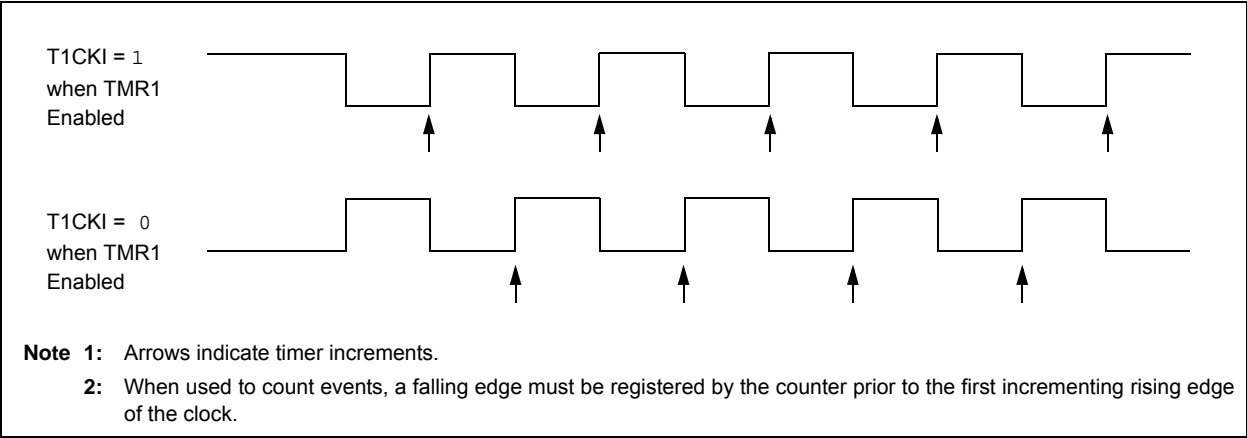 T1CKI = 1
when TMR1
Enabled
T1CKI = 0
when TMR1
Enabled
Note 1: Arrows indicate timer increments.
2: When used to count events, a falling edge must be registered by the counter prior to the first incrementing rising edge
of the clock.